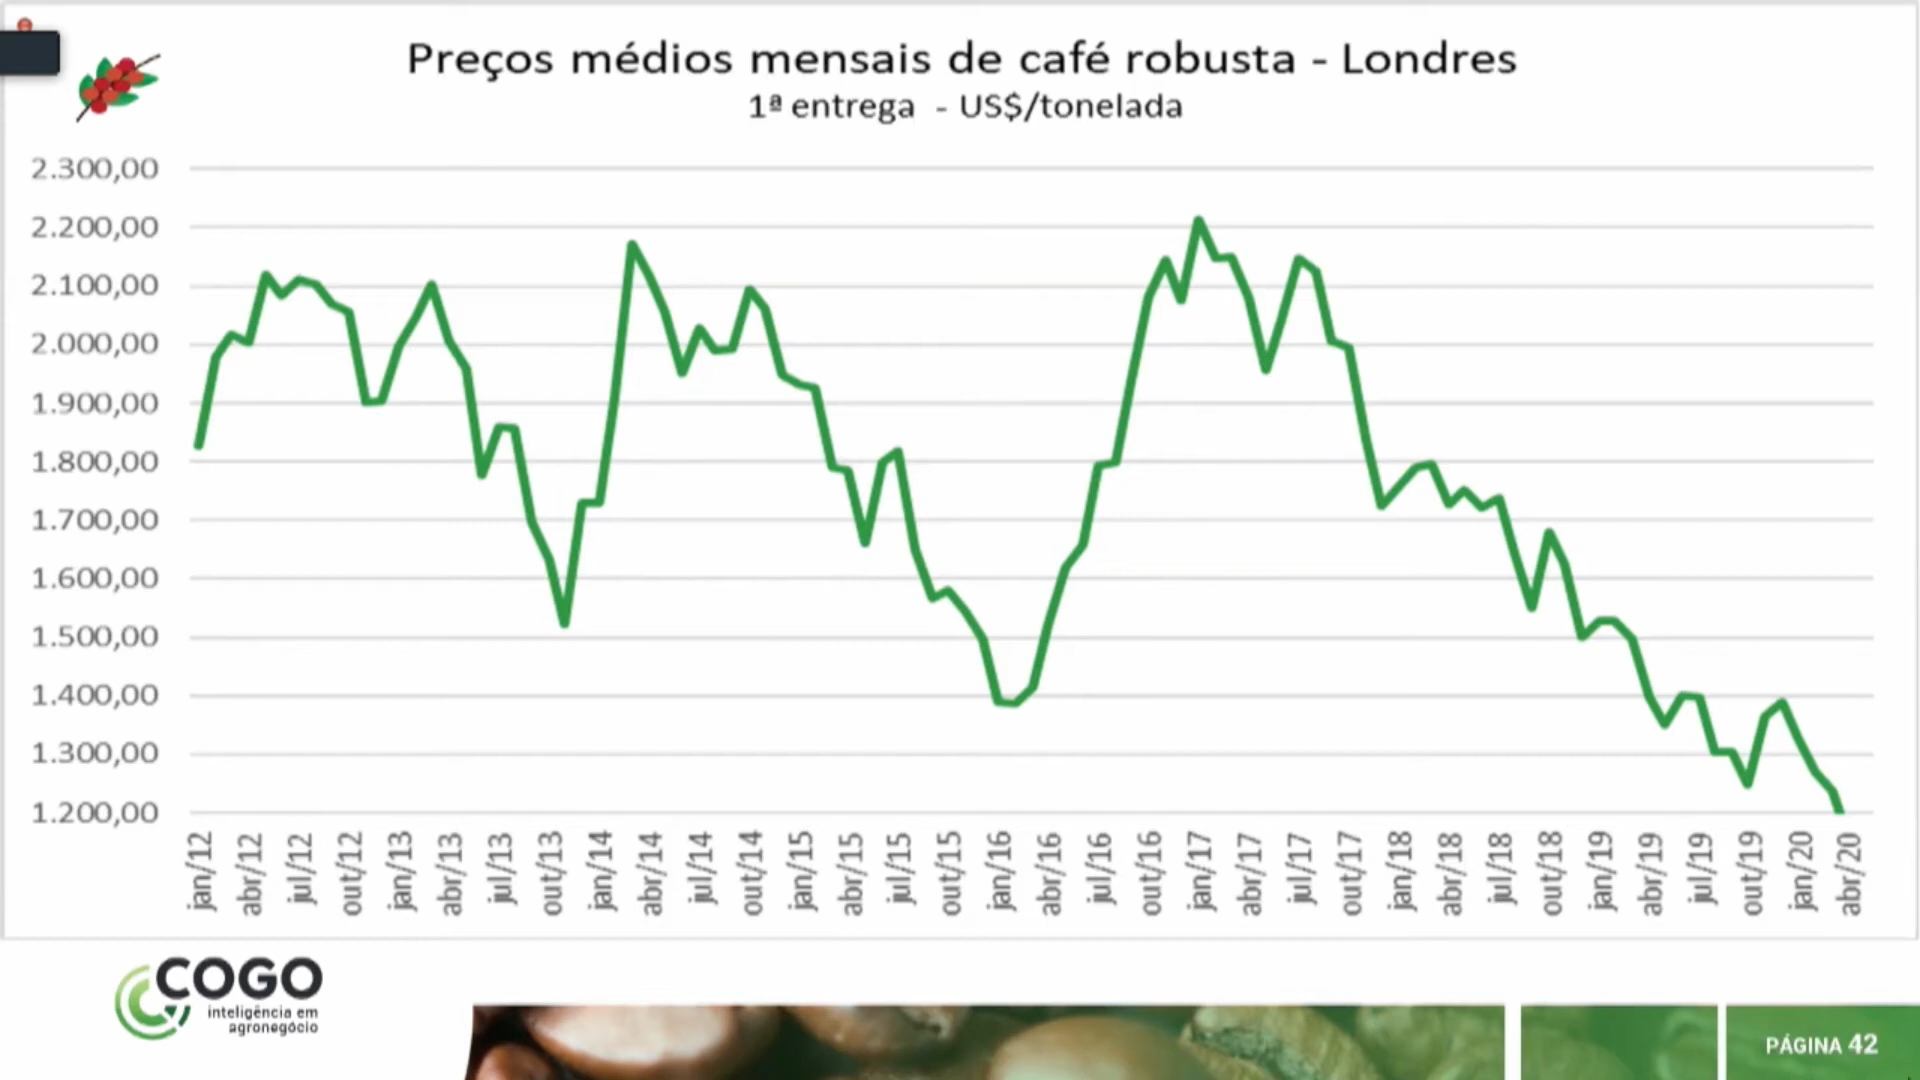 Preços médios mensais de café robusta - Londres
1ª entrega - US$/tonelada
2.300,00
2.200,00
2.100,00
2.000,00
1.900,00
1.800,00
1.700,00
1.600,00
1.500,00
1.400,00
1.300,00
1.200,00
jan/12
abr/12
jul/12
out/12
jan/13
abr/13
jul/13
out/13
jan/14
abr/14
jul/14
out/14
jan/15
abr/15
jul/15
out/15
jan/16
abr/16
jul/16
out/16
jan/17
abr/17
jul/17
out/17
jan/18
abr/18
jul/18
out/18
jan/19
abr/19
jul/19
out/19
jan/20
abr/20
COGO
inteligência em
agronegócio
PÁGINA 42